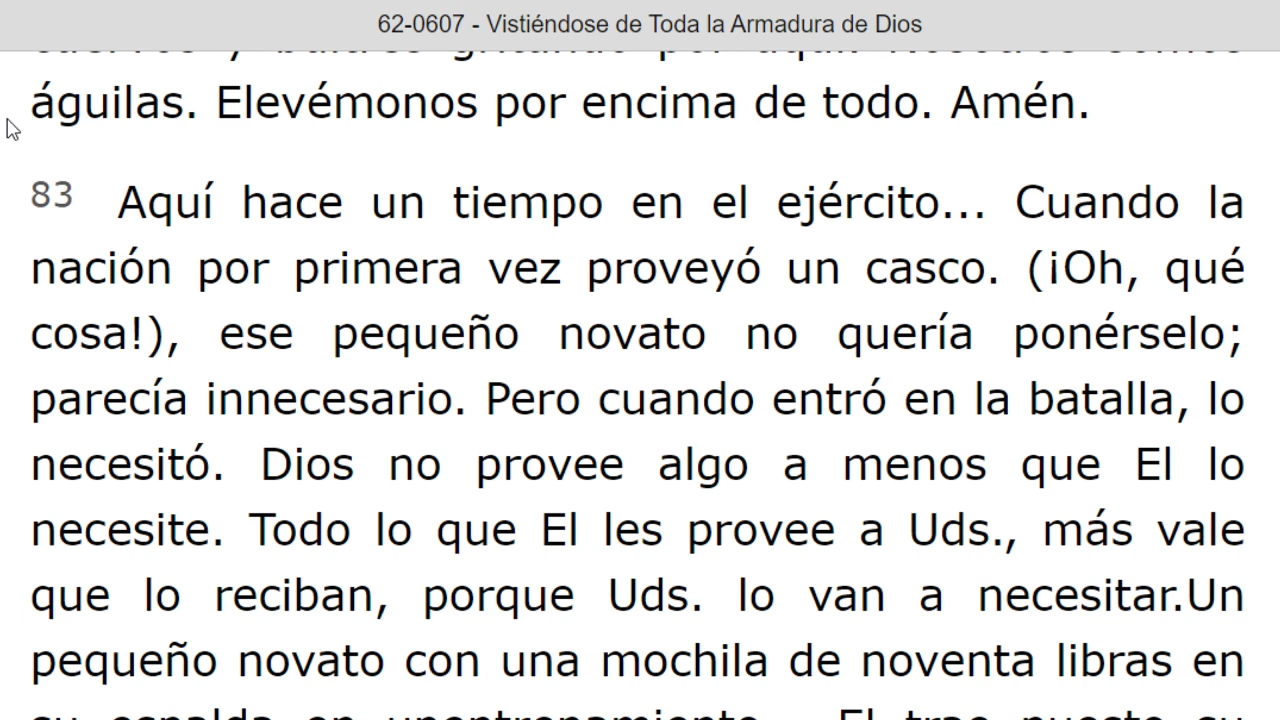 62-0607 - Vistiéndose de Toda la Armadura de Dios
águilas. Elevémonos por encima de todo. Amén.
83 Aquí hace un tiempo en el ejército... Cuando la
nación por primera vez proveyó un casco. (¡Oh, qué
cosa!), ese pequeño novato no quería ponérselo;
parecía innecesario. Pero cuando entró en la batalla, lo
necesitó. Dios no provee algo a menos que El lo
necesite. Todo lo que El les provee a Uds., más vale
que lo reciban, porque Uds. lo van a necesitar.Un
pequeño novato con una mochila de noventa libras en